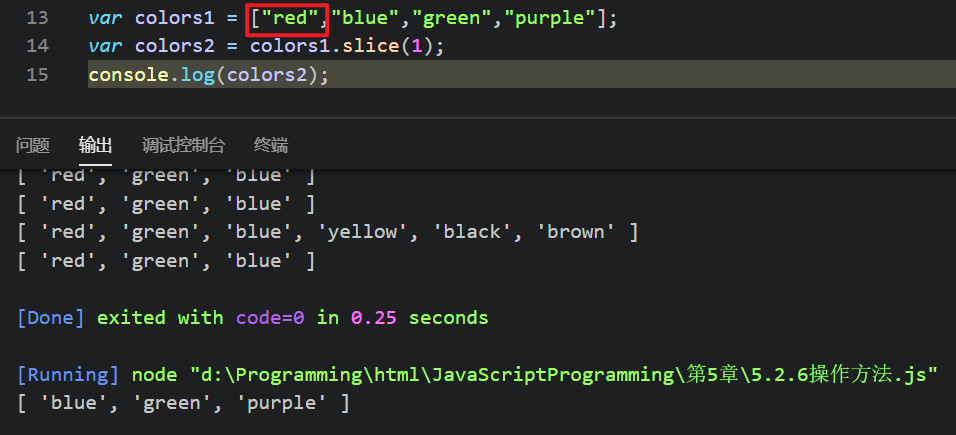 13 var colors1 = ["red","blue","green","purple"];
14 var colors2 = colors1.slice(1);
15 console.log(colors2);
问题 输出 调试控制台 终端
[ 'red', 'green', 'blue' ]
[ 'red', 'green', 'blue' ]
[ 'red', 'green', 'blue', 'yellow', 'black', 'brown' ]
[ 'red', 'green', 'blue' ]
[Done] exited with code=0 in 0.25 seconds
[Running] node "d:\Programming\html\JavaScriptProgramming\第5章\5.2.6操作方法.js"
[ 'blue', 'green', 'purple' ]